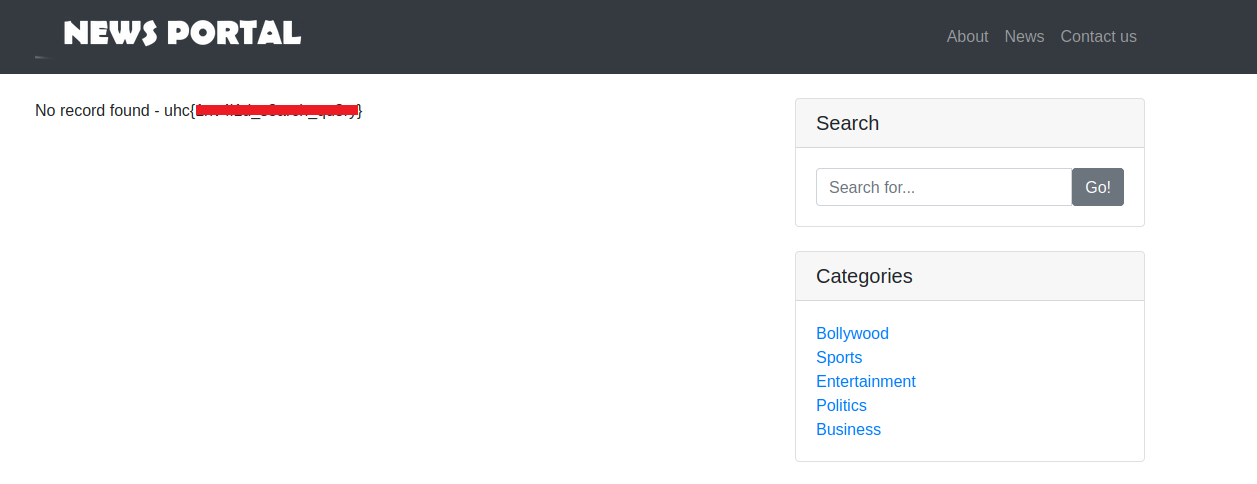 NEWS PORTAL
About News Contact us
No record found - uhc{ }
Search
Search for... Go!
Categories
Bollywood
Sports
Entertainment
Politics
Business